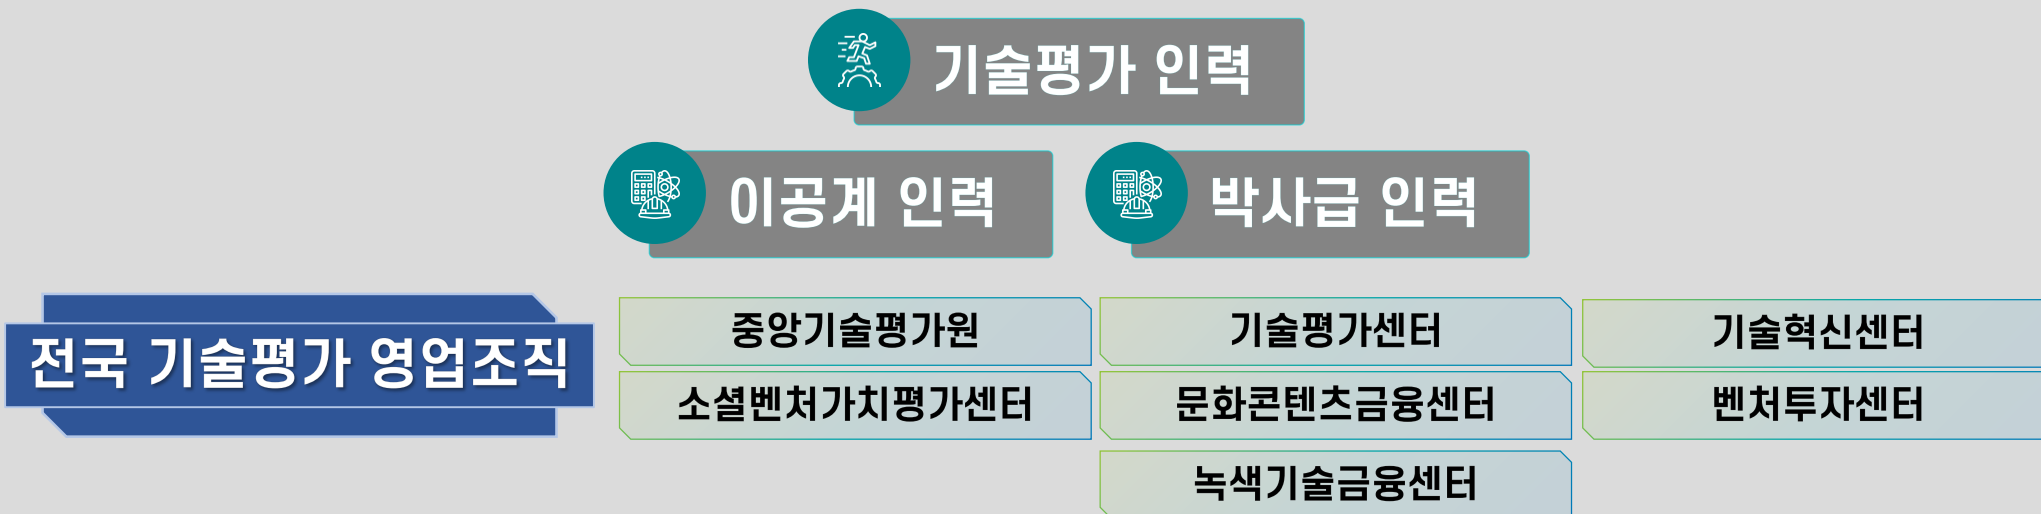 기술평가 인력
이공계 인력
박사급 인력
전국 기술평가 영업조직
중앙기술평가원
기술평가센터
기술혁신센터
소셜벤처가치평가센터
문화콘텐츠금융센터
벤처투자센터
녹색기술금융센터